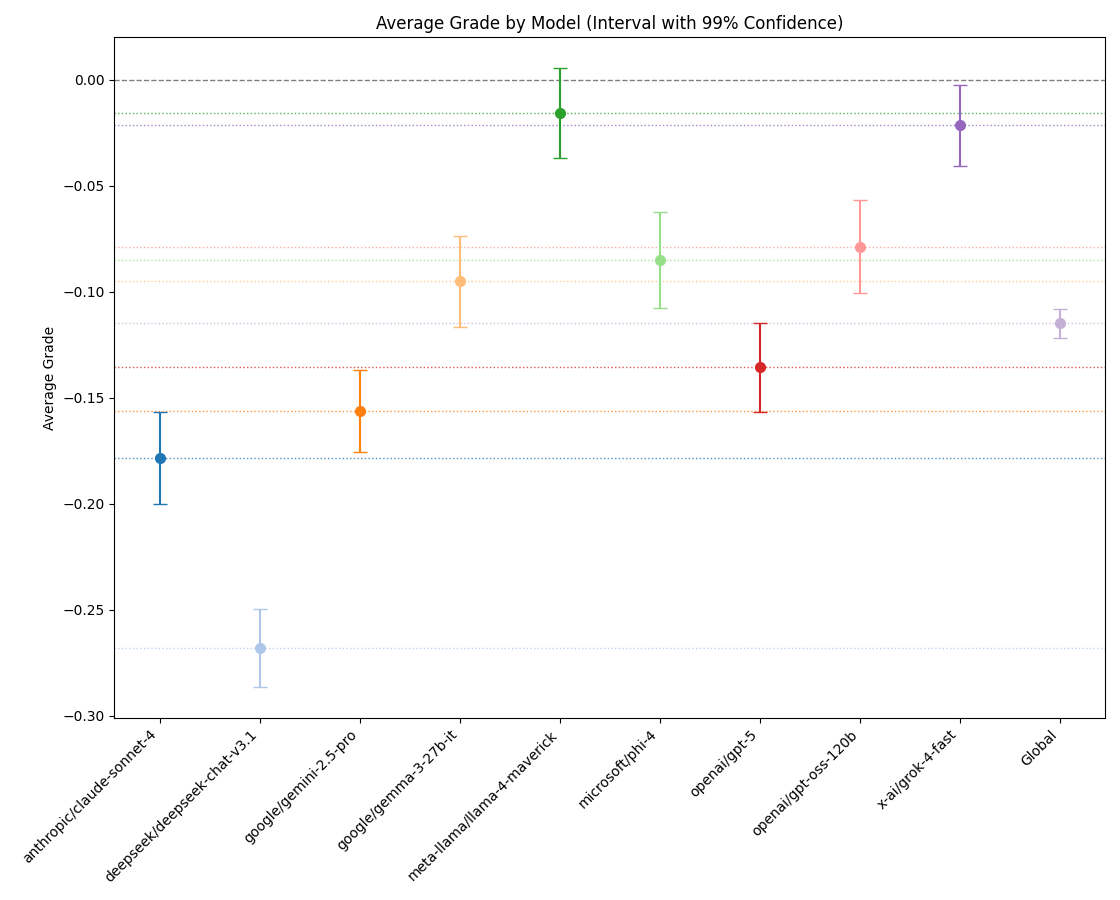 Average Grade by Model (Interval with 99% Confidence)
Average Grade
0.00
−0.05
−0.10
−0.15
−0.20
−0.25
−0.30
anthropic/claude-sonnet-4
deepseek/deepseek-chat-v3.1
google/gemini-2.5-pro
google/gemma-3-27b-it
meta-llama/llama-4-maverick
microsoft/phi-4
openai/gpt-5
openai/gpt-oss-120b
x-ai/grok-4-fast
Global